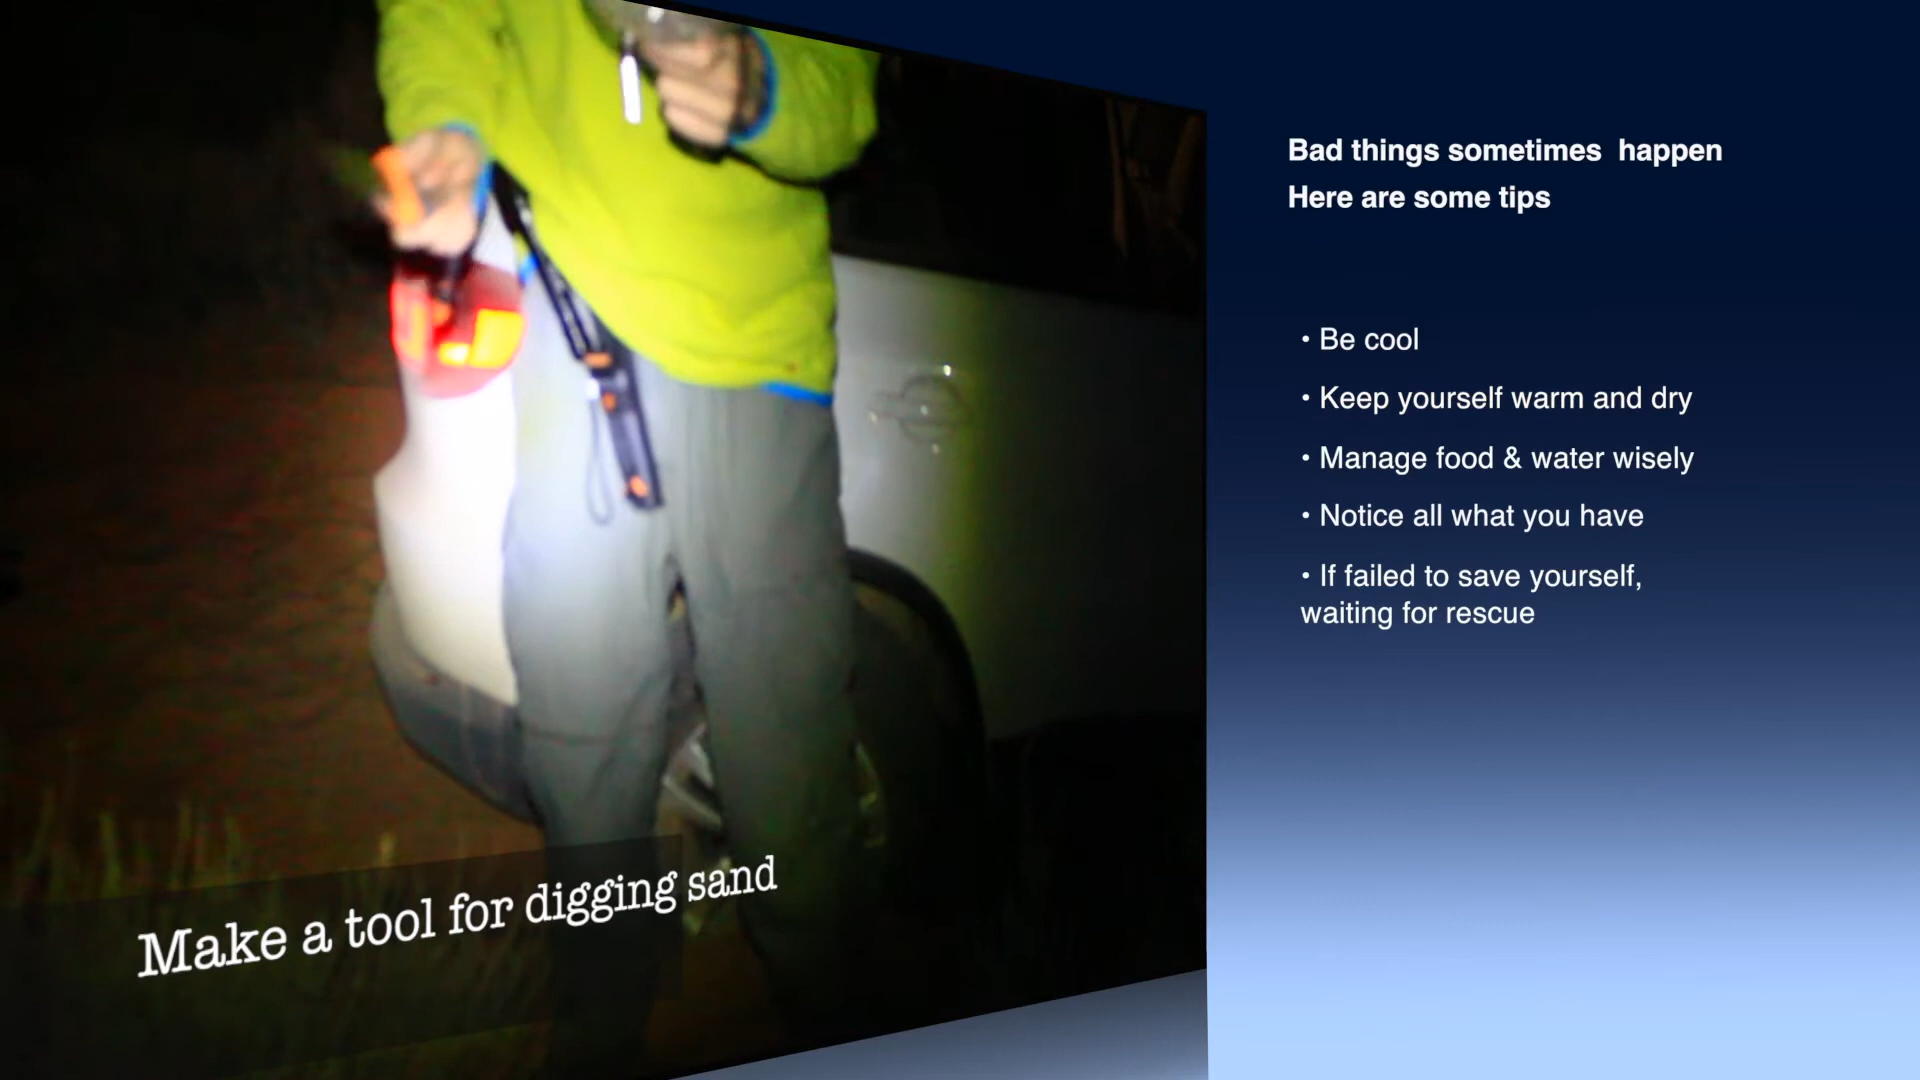 Bad things sometimes  happen
Here are some tips
• Be cool
• Keep yourself warm and dry
• Manage food & water wisely
• Notice all what you have
• If failed to save yourself,
waiting for rescue
Make a tool for digging sand